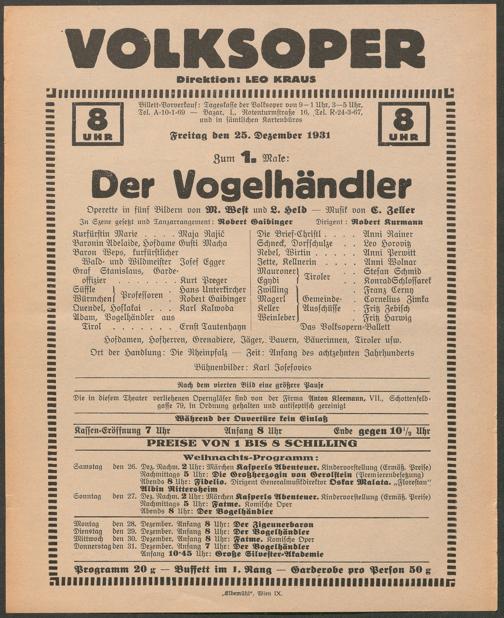 VOLKSOPER
Direktion: LEO KRAUS
8 UHR
Billett-Vorverkauf: Tageskasse der Volksoper von 9—1 Uhr, 3—5 Uhr,
Tel. A-10-1-69 — Bazar, I., Rotenturmstraße 16, Tel. R-24-3-67,
und in sämtlichen Kartenbüros
8 UHR
Freitag den 25. Dezember 1931
Zum 1. Male:
Der Vogelhändler
Operette in fünf Bildern von M. West und L. Held — Musik von C. Zeller
In Szene gesetzt und Tanzarrangement: Robert Gaibinger Dirigent: Robert Kurmann
Kurfürstin Marie . . . . Maja Rajić
Baronin Adelaide, Hofdame Gusti Macha
Baron Weps, kurfürstlicher
Wald- und Wildmeister Josef Egger
Graf Stanislaus, Garde-
offizier . . . . . . Kurt Preger
Süffle } Professoren . . Hans Unterkircher
Würmchen } Robert Gaibinger
Quendel, Hoflakai . . . Karl Kalwoda
Adam, Vogelhändler aus
Tirol . . . . . . Ernst Tautenhayn
Die Brief-Christl . . . Anni Rainer
Schneck, Dorfschulze . . Leo Horovitz
Nebel, Wirtin . . . . Anni Perwitt
Jette, Kellnerin . . . . Anni Wolnar
Mauroner } Tiroler . . . Stefan Schmid
Egydi } Konrad Schlossarek
Zwilling } Gemeinde-Ausschüsse . Franz Cerny
Magerl } Cornelius Zimka
Keller } Fritz Zebisch
Weinleber } Fritz Harwig
Das Volksopern-Ballett
Hofdamen, Hofherren, Grenadiere, Jäger, Bauern, Bäuerinnen, Tiroler usw.
Ort der Handlung: Die Rheinpfalz — Zeit: Anfang des achtzehnten Jahrhunderts
Bühnenbilder: Karl Josefovics
Nach dem vierten Bild eine größere Pause
Die in diesem Theater verliehenen Operngläser sind von der Firma Anton Kleemann, VII., Schottenfeld-
gasse 79, in Ordnung gehalten und antiseptisch gereinigt
Während der Ouvertüre kein Einlaß
Kassen-Eröffnung 7 Uhr Anfang 8 Uhr Ende gegen
PREISE VON 1 BIS 8 SCHILLING
Weihnachts-Programm:
Samstag den 26. Dez. Nachm. 2 Uhr: Märchen Kasperls Abenteuer. Kindervorstellung (Ermäß. Preise)
Nachmittags 5 Uhr: Die Großherzogin von Gerolstein (Premierenbesetzung)
Abends 8 Uhr: Fidelio. Dirigent Generalmusikdirektor Oskar Malata. „Florestan"
Albin Rittersheim
Sonntag den 27. Dez. Nachm. 2 Uhr: Märchen Kasperls Abenteuer. Kindervorstellung (Ermäß. Preise)
Nachmittags 5 Uhr: Fatme. Komische Oper
Abends 8 Uhr: Der Vogelhändler
Montag den 28. Dezember. Anfang 8 Uhr: Der Zigeunerbaron
Dienstag den 29. Dezember. Anfang 8 Uhr: Der Vogelhändler
Mittwoch den 30. Dezember. Anfang 8 Uhr: Fatme. Komische Oper
Donnerstag den 31. Dezember. Anfang 7 Uhr: Der Vogelhändler
Anfang 10·45 Uhr: Große Silvester-Akademie
Programm 20 g — Buffett im 1. Rang — Garderobe pro Person 50 g
„Elbemühl", Wien IX.